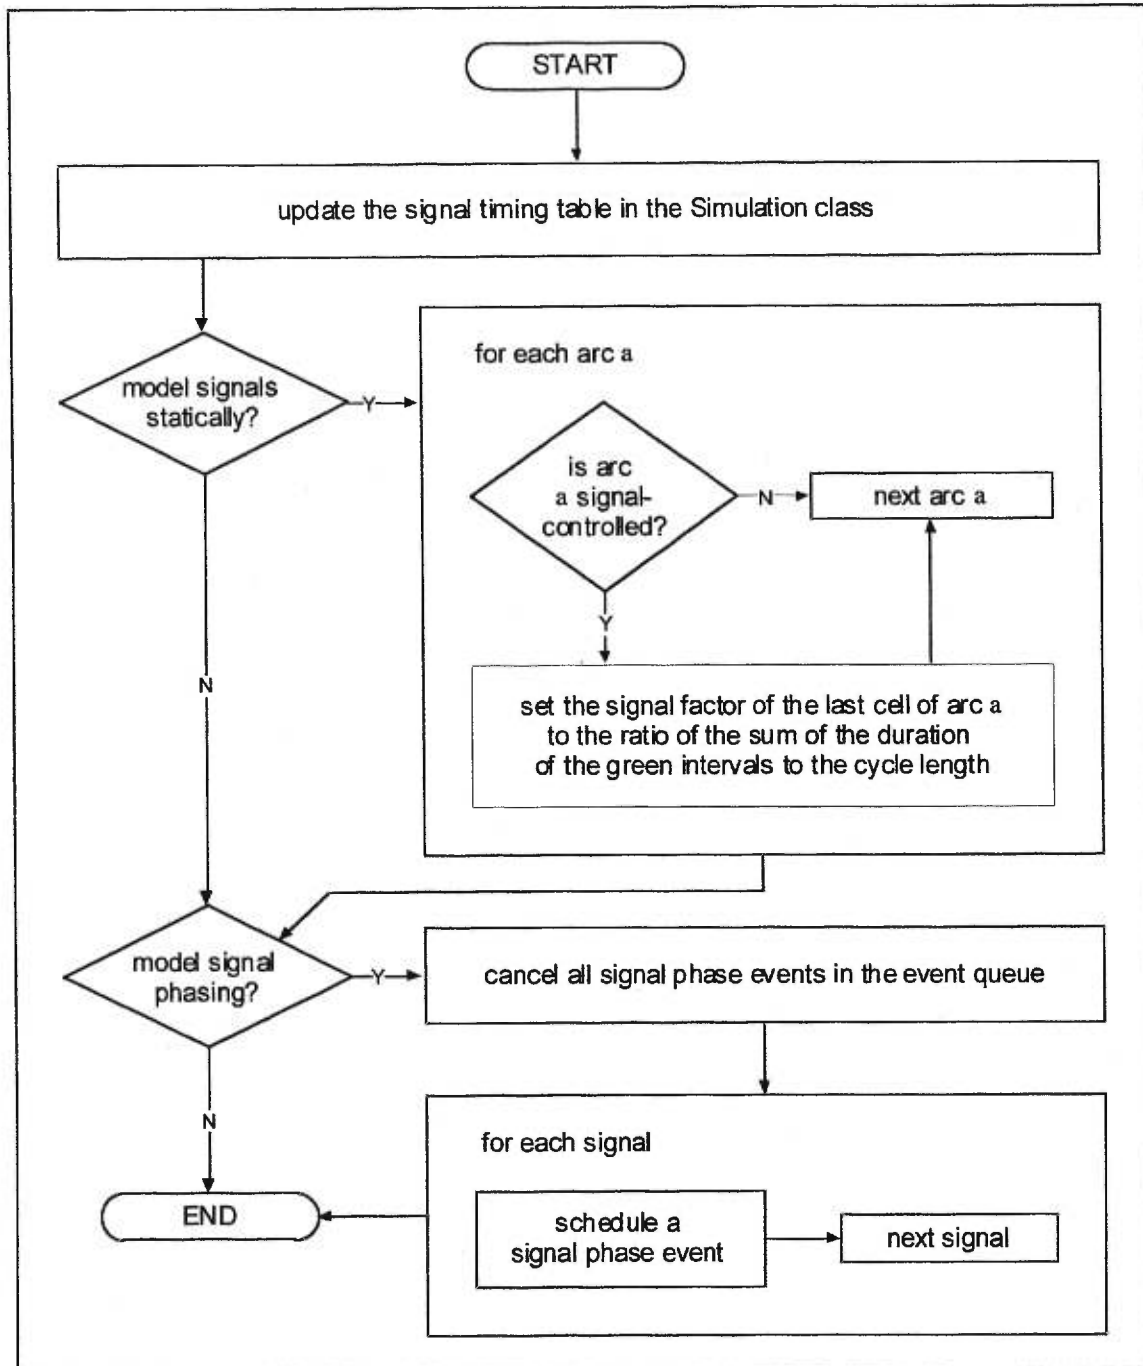 START
update the signal timing table in the Simulation class
model signals
statically?
Y
for each arc a
is arc
a signal-
controlled?
N
next arc a
Y
set the signal factor of the last cell of arc a
to the ratio of the sum of the duration
of the green intervals to the cycle length
N
model signal
phasing?
Y
cancel all signal phase events in the event queue
N
for each signal
schedule a
signal phase event
next signal
END